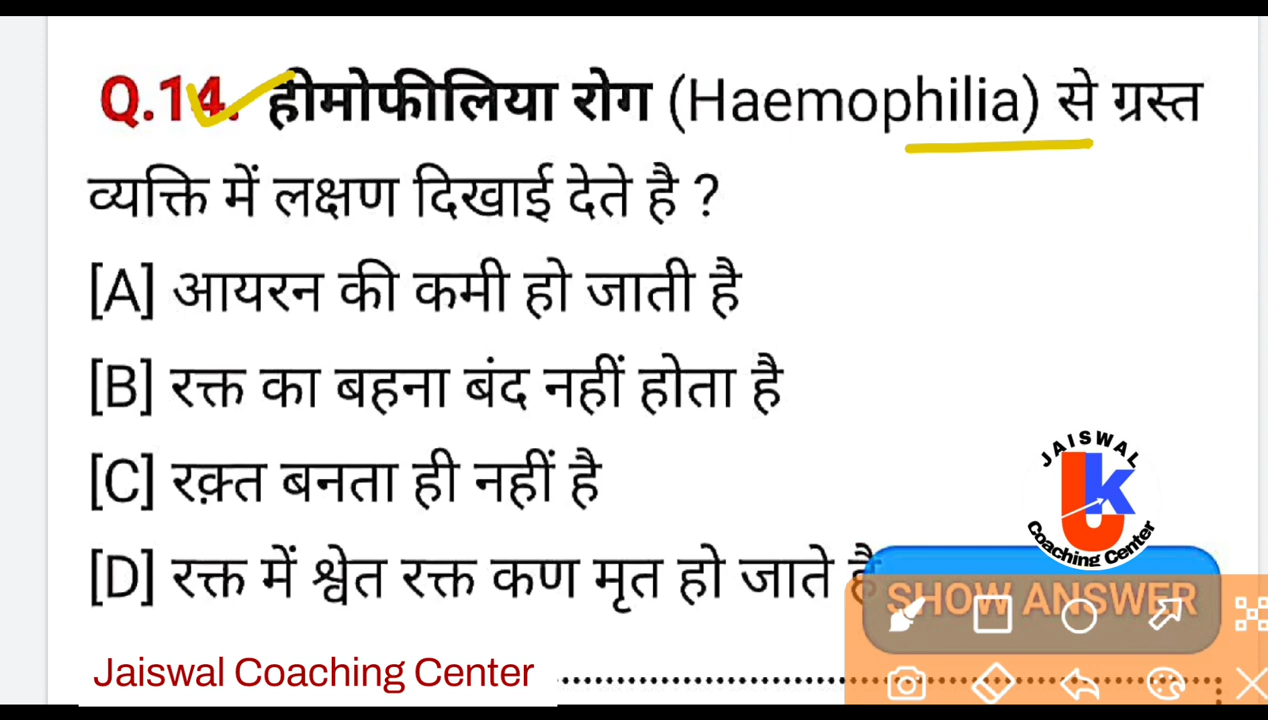 Q.14. हीमोफीलिया रोग (Haemophilia) से ग्रस्त
व्यक्ति में लक्षण दिखाई देते है ?
[A] आयरन की कमी हो जाती है
[B] रक्त का बहना बंद नहीं होता है
[C] रक़्त बनता ही नहीं है
[D] रक्त में श्वेत रक्त कण मृत हो जाते है
JAISWAL
UK
Coaching Center
SHOW ANSWER
Jaiswal Coaching Center